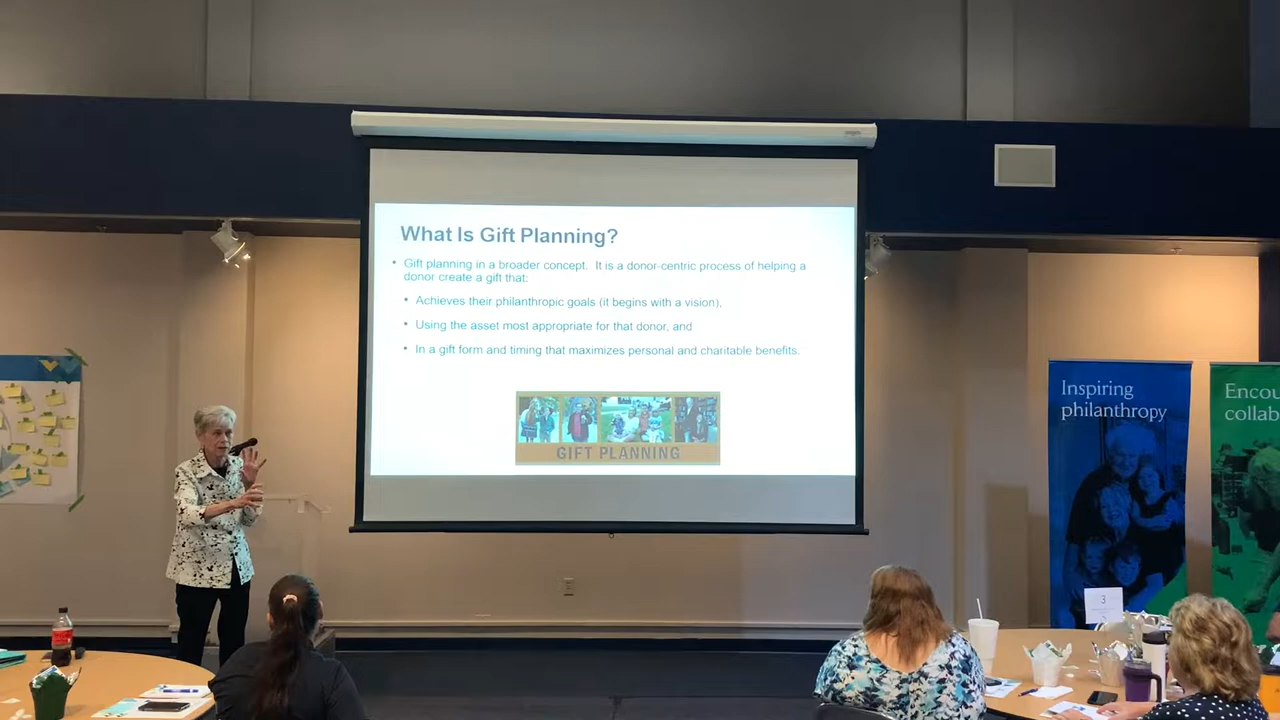 What Is Gift Planning?
• Gift planning in a broader concept. It is a donor-centric process of helping a
donor create a gift that:
• Achieves their philanthropic goals (it begins with a vision),
• Using the asset most appropriate for that donor, and
• In a gift form and timing that maximizes personal and charitable benefits.
GIFT PLANNING
Inspiring
philanthropy
Encou
collab
3